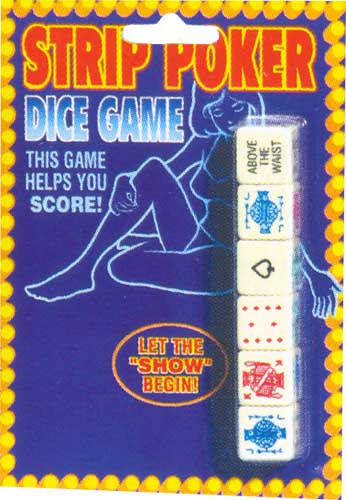 STRIP POKER
DICE GAME
THIS GAME
HELPS YOU
SCORE!
ABOVE
THE
WAIST
K
LET THE
"SHOW"
BEGIN!